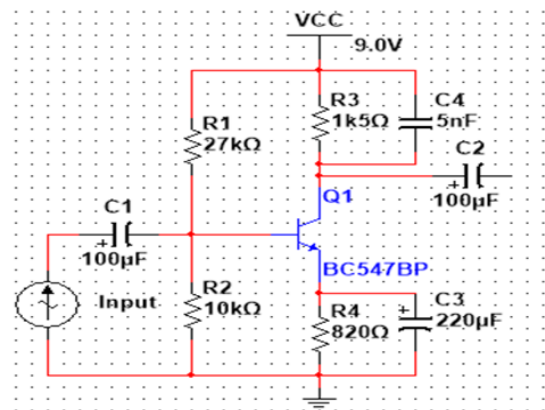 VCC
9.0V
R3
1k5Ω
C4
5nF
R1
27kΩ
C2
100µF
Q1
C1
100µF
BC547BP
Input
R2
10kΩ
R4
820Ω
C3
220µF